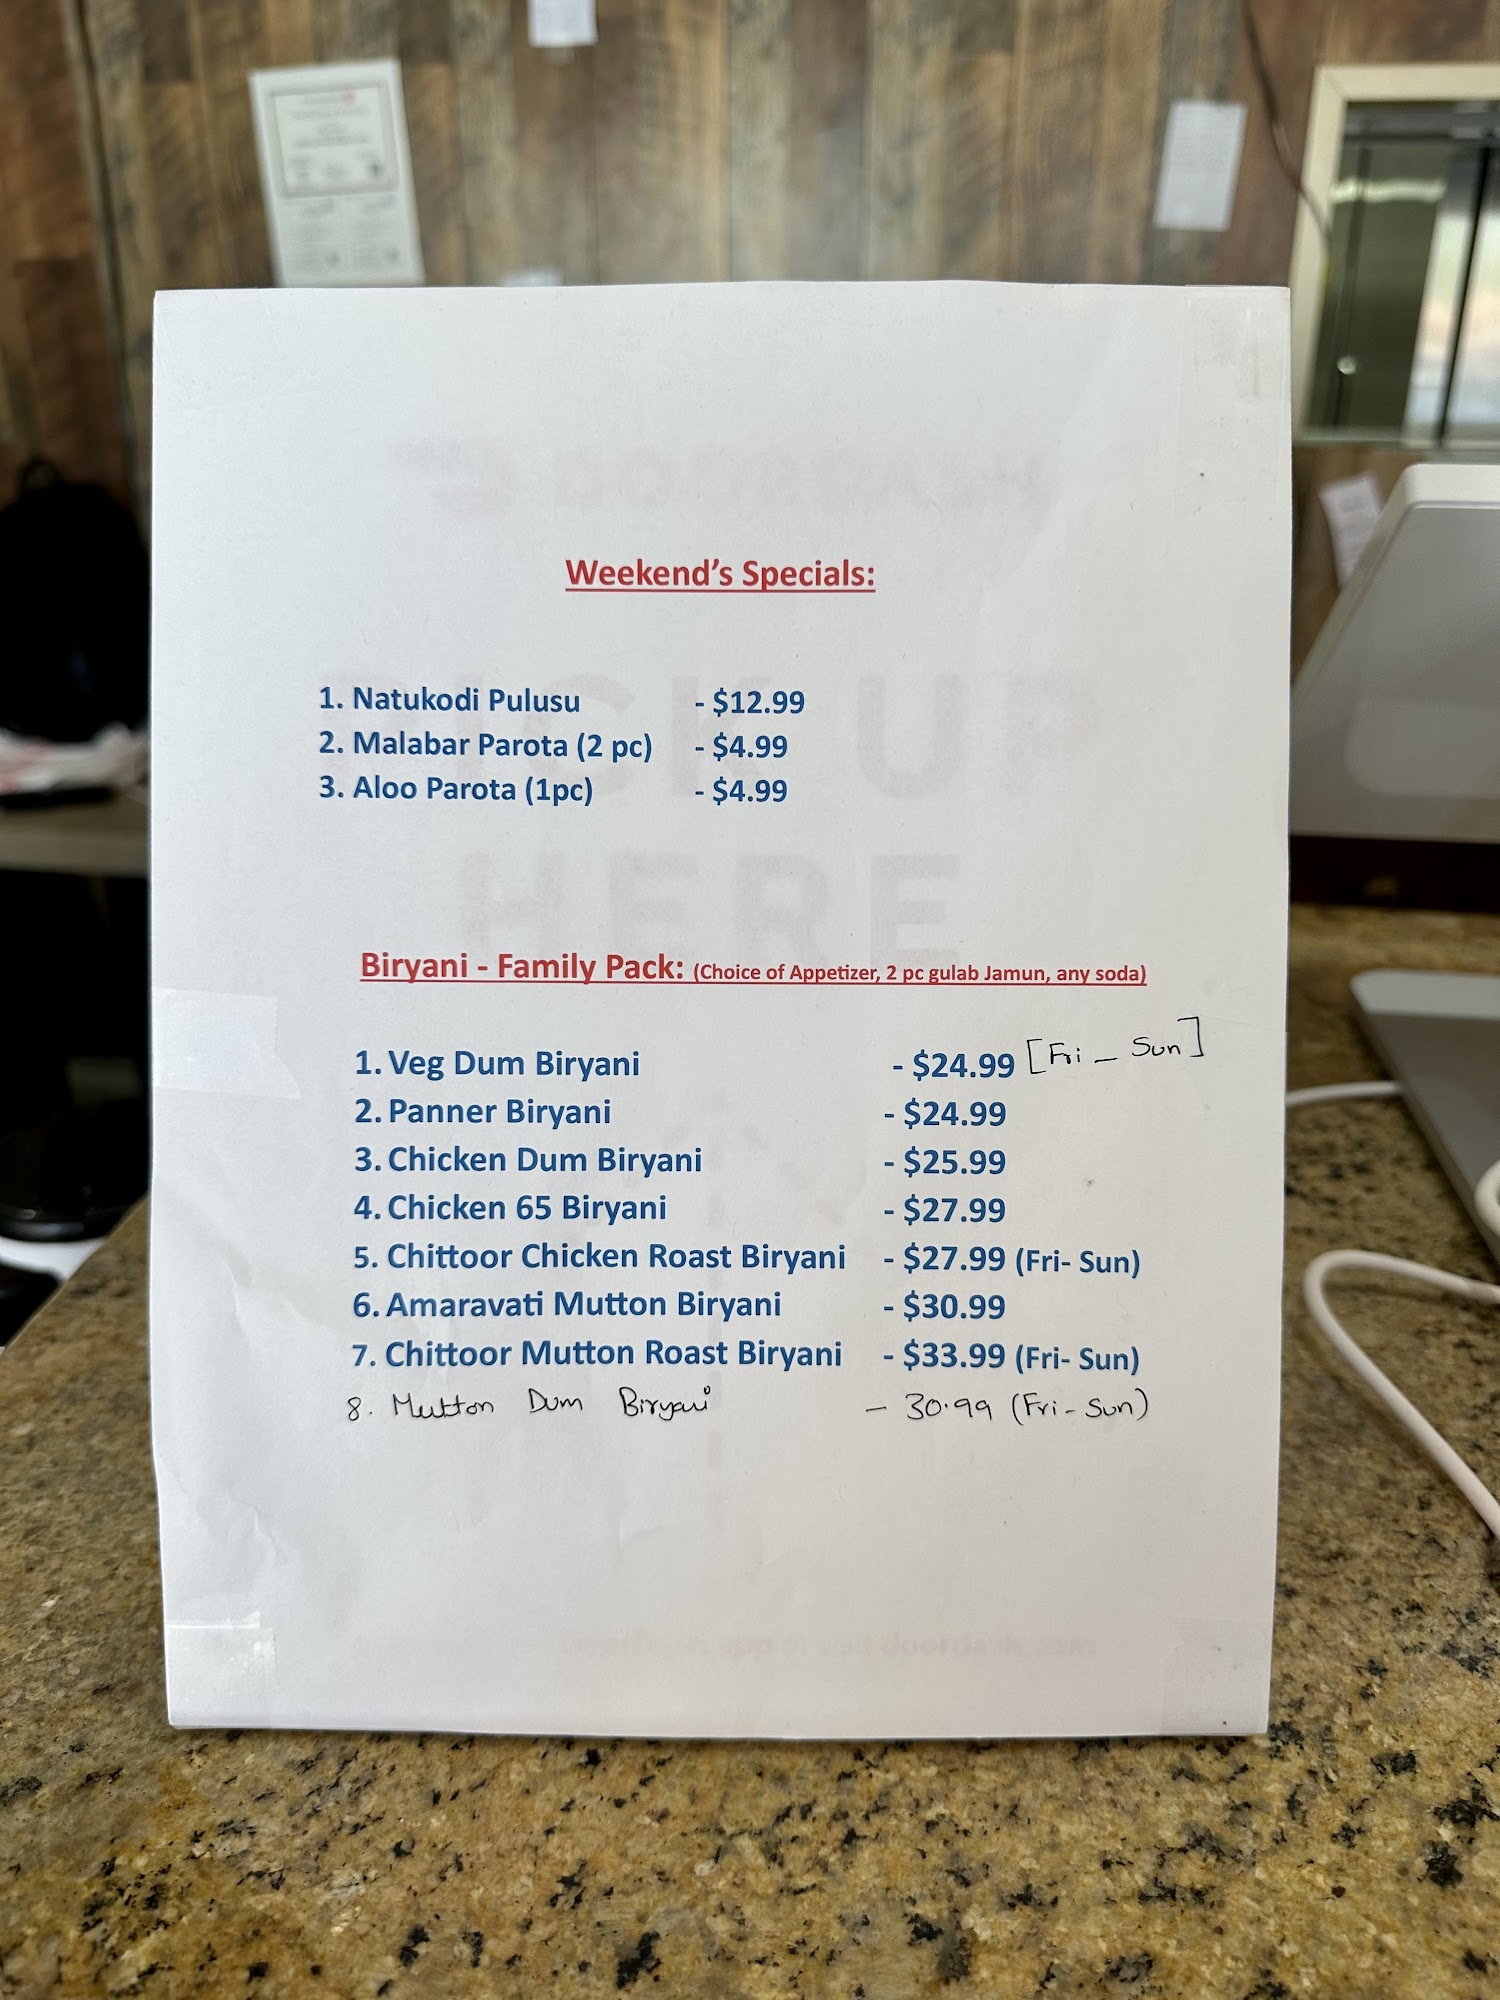 DOORDASH
PICK UP
HERE
Weekend's Specials:
1. Natukodi Pulusu - $12.99
2. Malabar Parota (2 pc) - $4.99
3. Aloo Parota (1pc) - $4.99
Biryani - Family Pack: (Choice of Appetizer, 2 pc gulab Jamun, any soda)
1. Veg Dum Biryani - $24.99 [Fri - Sun]
2. Panner Biryani - $24.99
3. Chicken Dum Biryani - $25.99
4. Chicken 65 Biryani - $27.99
5. Chittoor Chicken Roast Biryani - $27.99 (Fri- Sun)
6. Amaravati Mutton Biryani - $30.99
7. Chittoor Mutton Roast Biryani - $33.99 (Fri- Sun)
8. Mutton Dum Biryani - 30.99 (Fri - Sun)